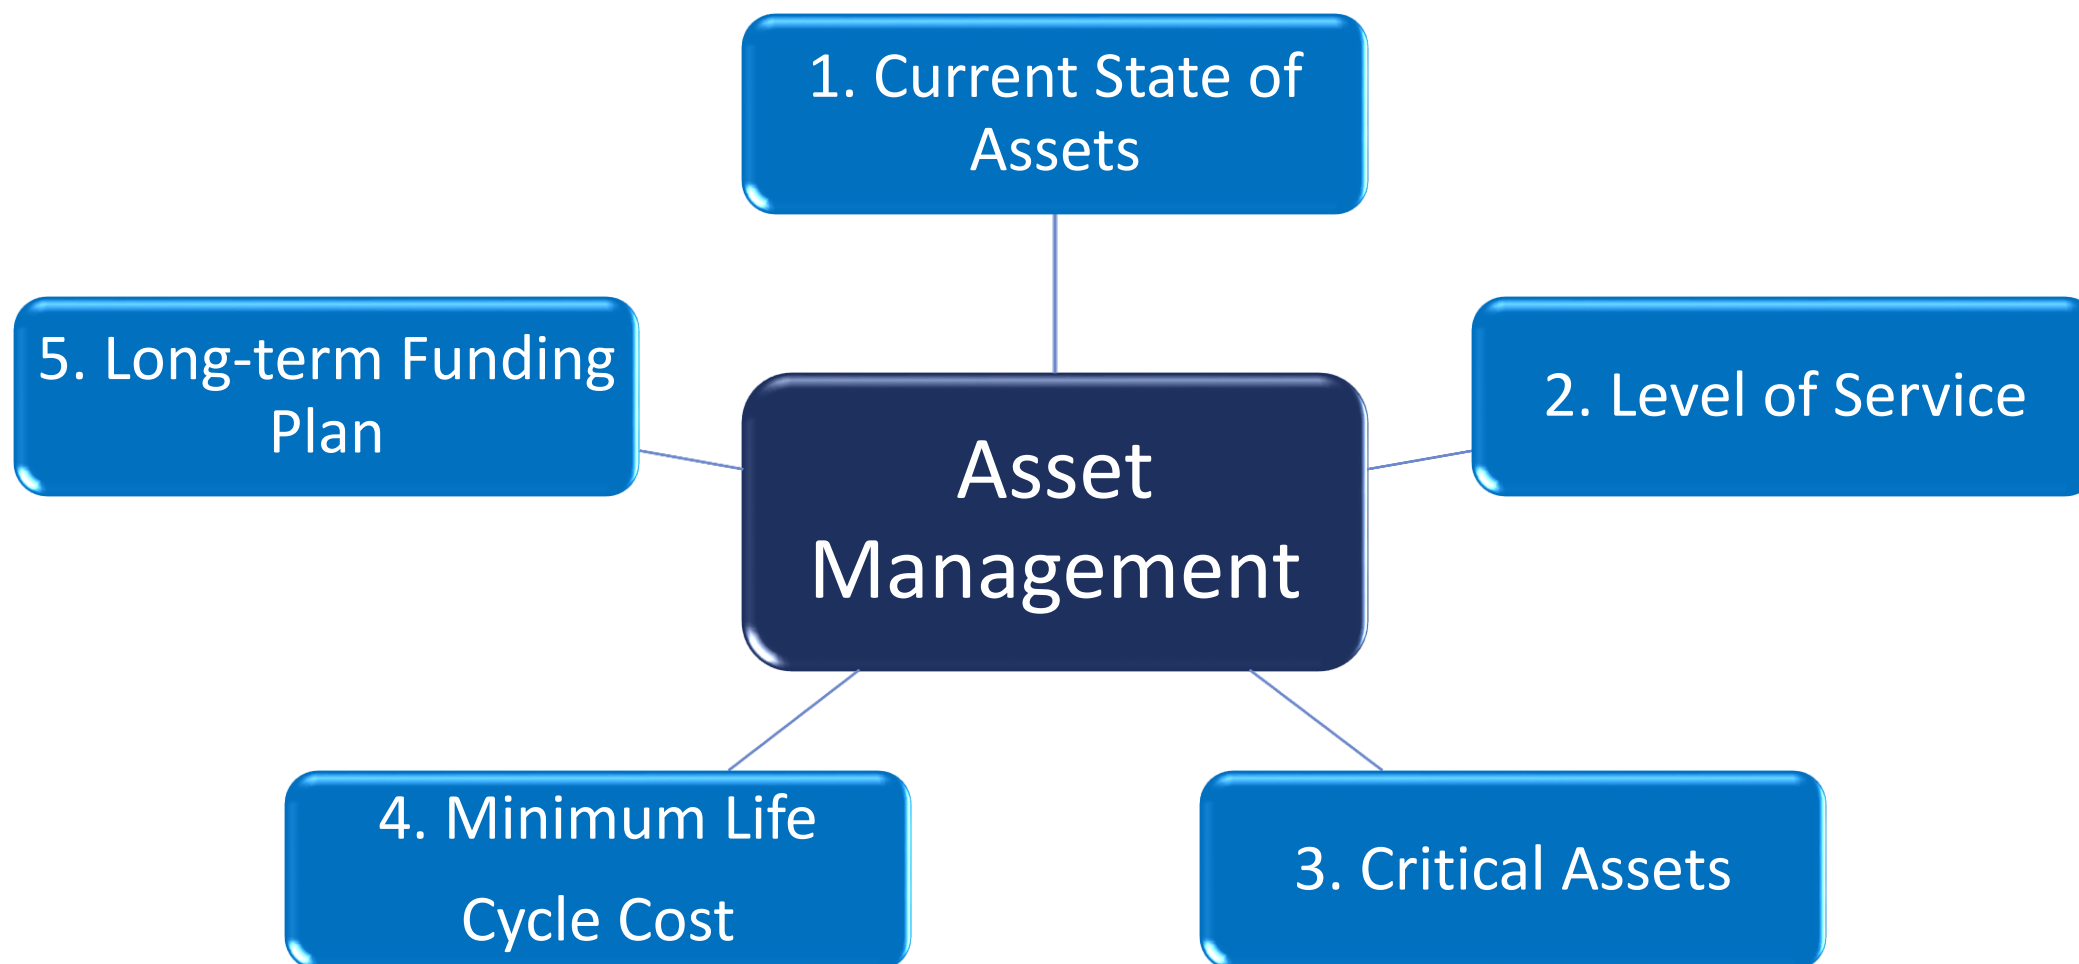 1. Current State of
Assets
5. Long-term Funding
Plan
2. Level of Service
Asset
Management
4. Minimum Life
Cycle Cost
3. Critical Assets